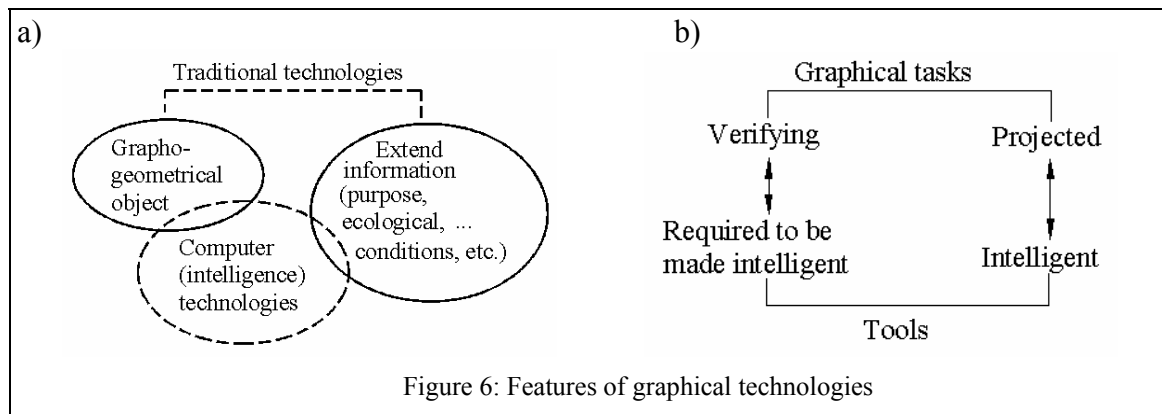 a)
Traditional technologies
Grapho-
geometrical
object
Extend
information
(purpose,
ecological, ...
conditions, etc.)
Computer
(intelligence)
technologies
b)
Graphical tasks
Verifying
Projected
Required to be
made intelligent
Intelligent
Tools
Figure 6: Features of graphical technologies